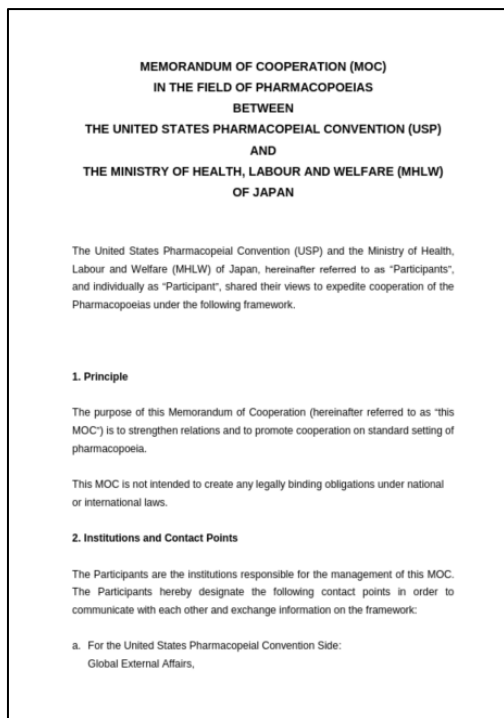 MEMORANDUM OF COOPERATION (MOC)
IN THE FIELD OF PHARMACOPOEIAS
BETWEEN
THE UNITED STATES PHARMACOPEIAL CONVENTION (USP)
AND
THE MINISTRY OF HEALTH, LABOUR AND WELFARE (MHLW)
OF JAPAN
The United States Pharmacopeial Convention (USP) and the Ministry of Health,
Labour and Welfare (MHLW) of Japan, hereinafter referred to as “Participants”,
and individually as “Participant”, shared their views to expedite cooperation of the
Pharmacopoeias under the following framework.
1. Principle
The purpose of this Memorandum of Cooperation (hereinafter referred to as “this
MOC”) is to strengthen relations and to promote cooperation on standard setting of
pharmacopoeia.
This MOC is not intended to create any legally binding obligations under national
or international laws.
2. Institutions and Contact Points
The Participants are the institutions responsible for the management of this MOC.
The Participants hereby designate the following contact points in order to
communicate with each other and exchange information on the framework:
a. For the United States Pharmacopeial Convention Side:
Global External Affairs,